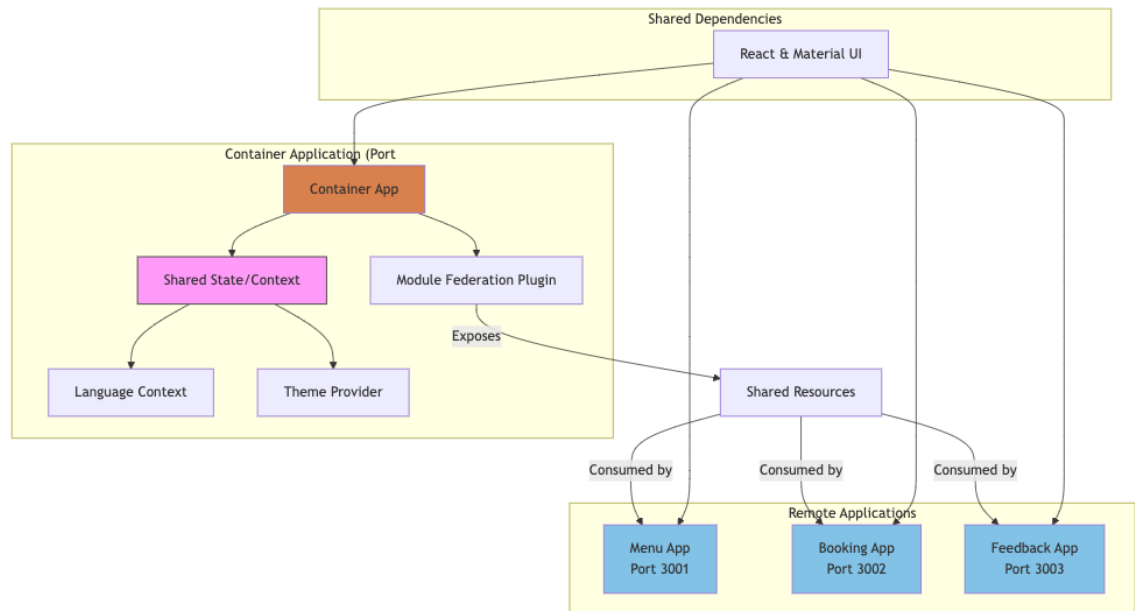 Shared Dependencies
React & Material UI
Container Application (Port
Container App
Shared State/Context
Module Federation Plugin
Exposes
Language Context
Theme Provider
Shared Resources
Consumed by
Consumed by
Consumed by
Remote Applications
Menu App
Port 3001
Booking App
Port 3002
Feedback App
Port 3003